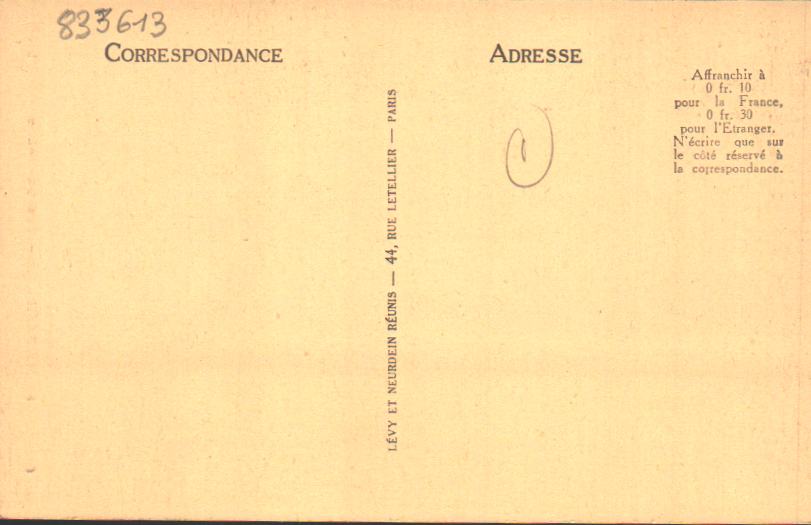 833613
CORRESPONDANCE
ADRESSE
Affranchir à
0 fr. 10
pour la France,
0 fr. 30
pour l'Etranger.
N'écrire que sur
le côté réservé à
la correspondance.
LÉVY ET NEURDEIN RÉUNIS — 44, RUE LETELLIER — PARIS